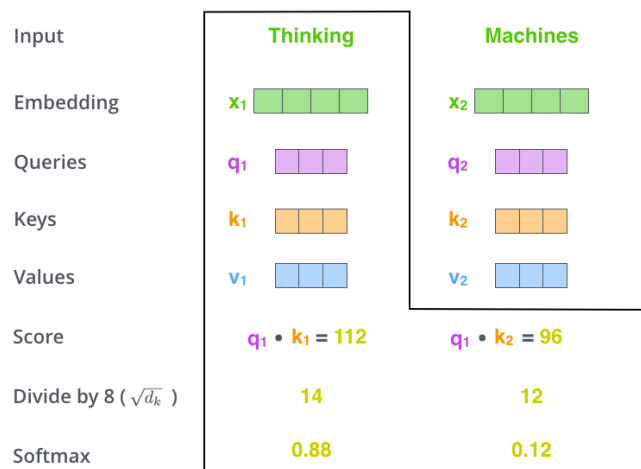 Input Thinking Machines
Embedding x₁ x₂
Queries q₁ q₂
Keys k₁ k₂
Values v₁ v₂
Score q₁ • k₁ = 112 q₁ • k₂ = 96
Divide by 8 ( √dₖ ) 14 12
Softmax 0.88 0.12